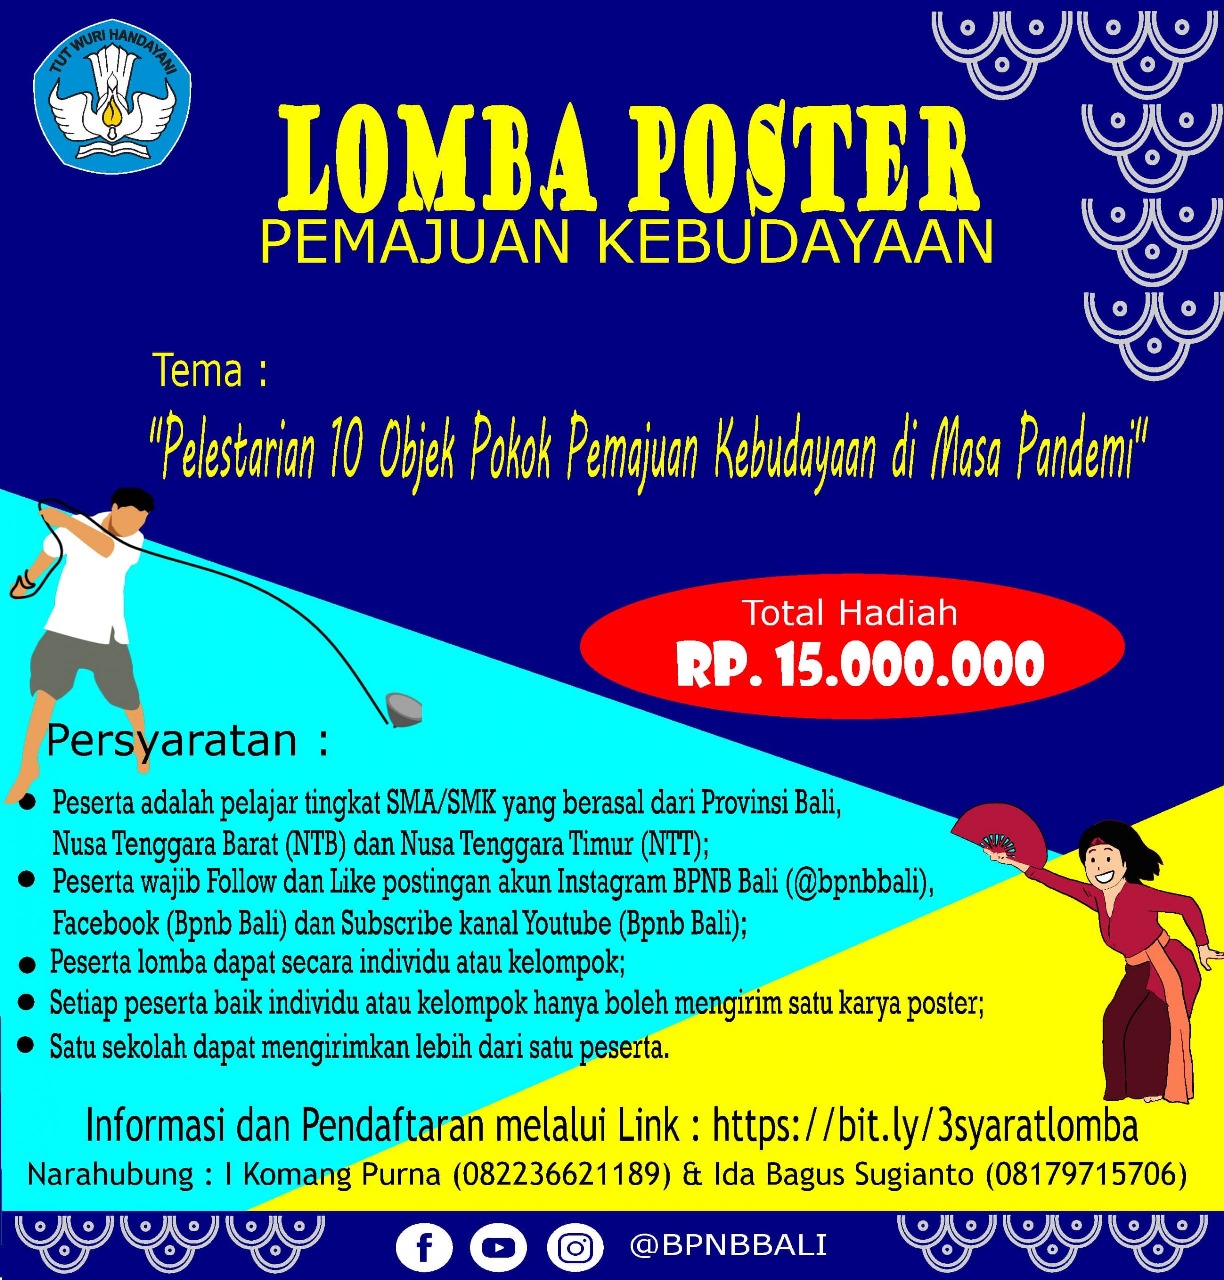 TUT WURI HANDAYANI
LOMBA POSTER
PEMAJUAN KEBUDAYAAN
Tema :
"Pelestarian 10 Objek Pokok Pemajuan Kebudayaan di Masa Pandemi"
Total Hadiah
RP. 15.000.000
Persyaratan :
● Peserta adalah pelajar tingkat SMA/SMK yang berasal dari Provinsi Bali,
Nusa Tenggara Barat (NTB) dan Nusa Tenggara Timur (NTT);
● Peserta wajib Follow dan Like postingan akun Instagram BPNB Bali (@bpnbbali),
Facebook (Bpnb Bali) dan Subscribe kanal Youtube (Bpnb Bali);
● Peserta lomba dapat secara individu atau kelompok;
● Setiap peserta baik individu atau kelompok hanya boleh mengirim satu karya poster;
● Satu sekolah dapat mengirimkan lebih dari satu peserta.
Informasi dan Pendaftaran melalui Link : https://bit.ly/3syaratlomba
Narahubung : I Komang Purna (082236621189) & Ida Bagus Sugianto (08179715706)
@BPNBBALI